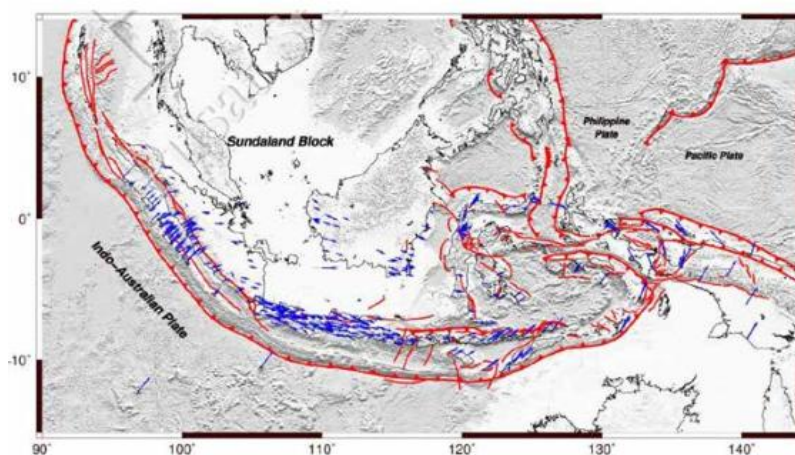 10°
0°
-10°
90°
100°
110°
120°
130°
140°
Sundaland Block
Philippine
Plate
Pacific Plate
Indo-Australian Plate